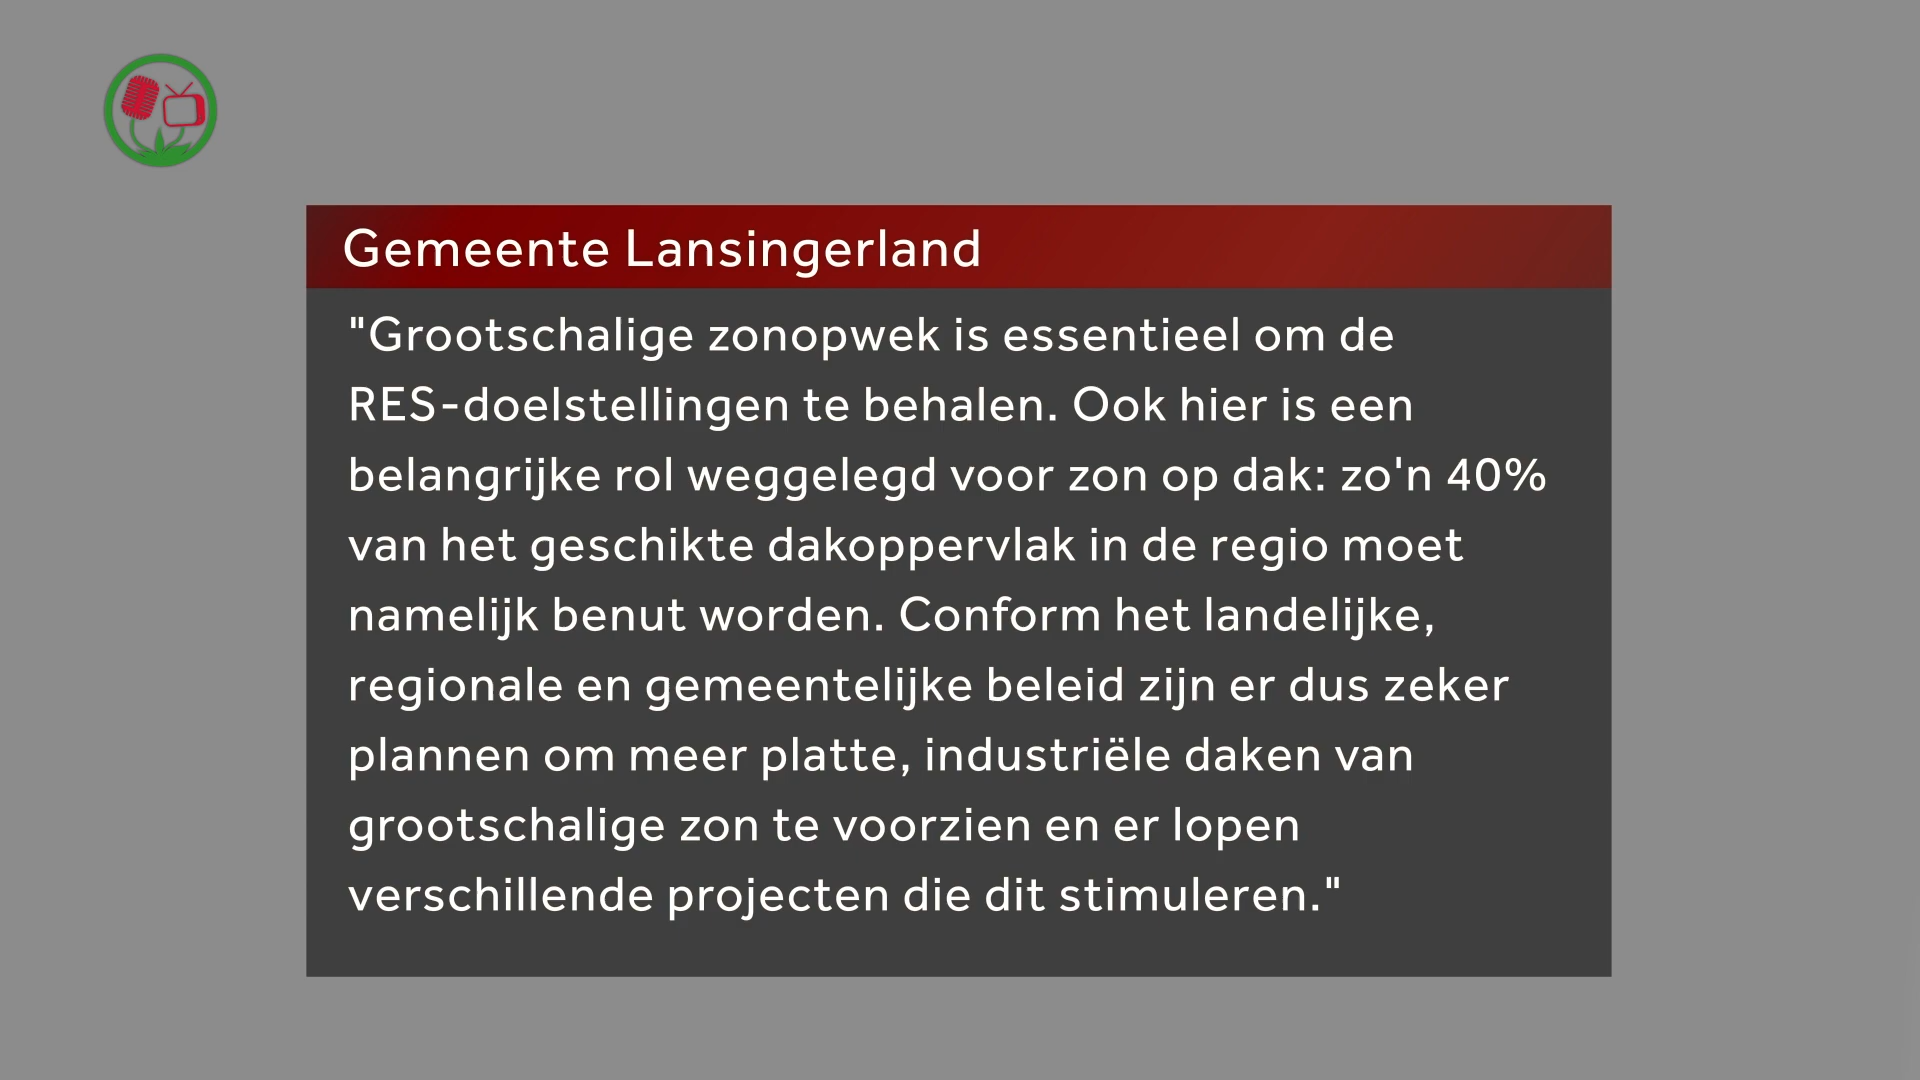 Gemeente Lansingerland
"Grootschalige zonopwek is essentieel om de
RES-doelstellingen te behalen. Ook hier is een
belangrijke rol weggelegd voor zon op dak: zo'n 40%
van het geschikte dakoppervlak in de regio moet
namelijk benut worden. Conform het landelijke,
regionale en gemeentelijke beleid zijn er dus zeker
plannen om meer platte, industriële daken van
grootschalige zon te voorzien en er lopen
verschillende projecten die dit stimuleren."